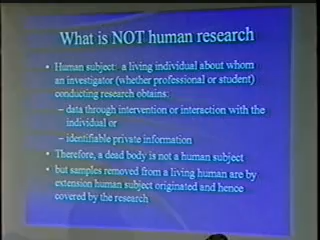 What is NOT human research
• Human subject: a living individual about whom
an investigator (whether professional or student)
conducting research obtains:
– data through intervention or interaction with the
individual or
– identifiable private information
• Therefore, a dead body is not a human subject
• but samples removed from a living human are by
extension human subject originated and hence
covered by the research